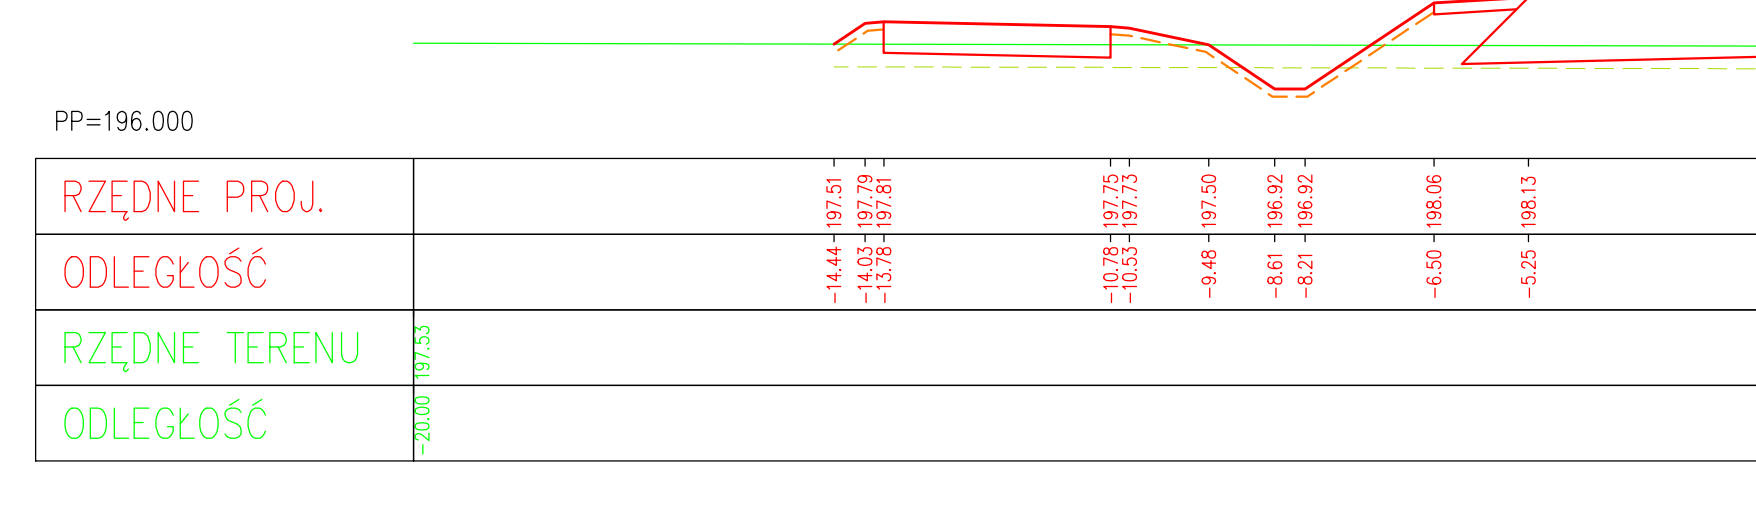 PP=196.000
RZĘDNE PROJ. 197.51 197.79 197.81 197.75 197.73 197.50 196.92 196.92 198.06 198.13
ODLEGŁOŚĆ -14.44 -14.03 -13.78 -10.78 -10.53 -9.48 -8.61 -8.21 -6.50 -5.25
RZĘDNE TERENU 197.53
ODLEGŁOŚĆ -20.00